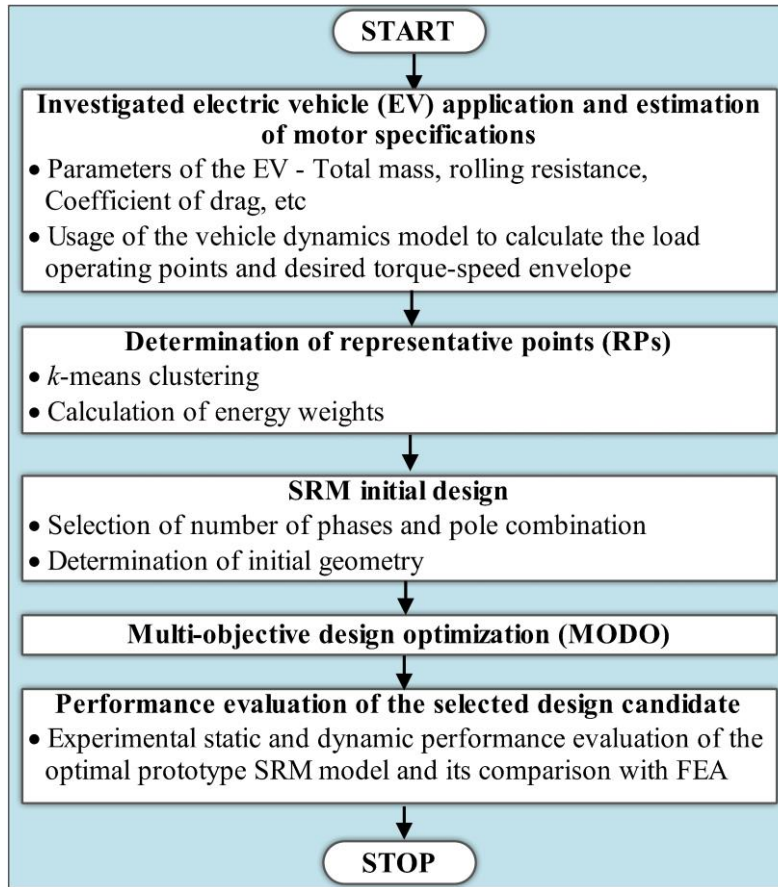 START
Investigated electric vehicle (EV) application and estimation
of motor specifications
• Parameters of the EV - Total mass, rolling resistance,
Coefficient of drag, etc
• Usage of the vehicle dynamics model to calculate the load
operating points and desired torque-speed envelope
Determination of representative points (RPs)
• k-means clustering
• Calculation of energy weights
SRM initial design
• Selection of number of phases and pole combination
• Determination of initial geometry
Multi-objective design optimization (MODO)
Performance evaluation of the selected design candidate
• Experimental static and dynamic performance evaluation of the
optimal prototype SRM model and its comparison with FEA
STOP